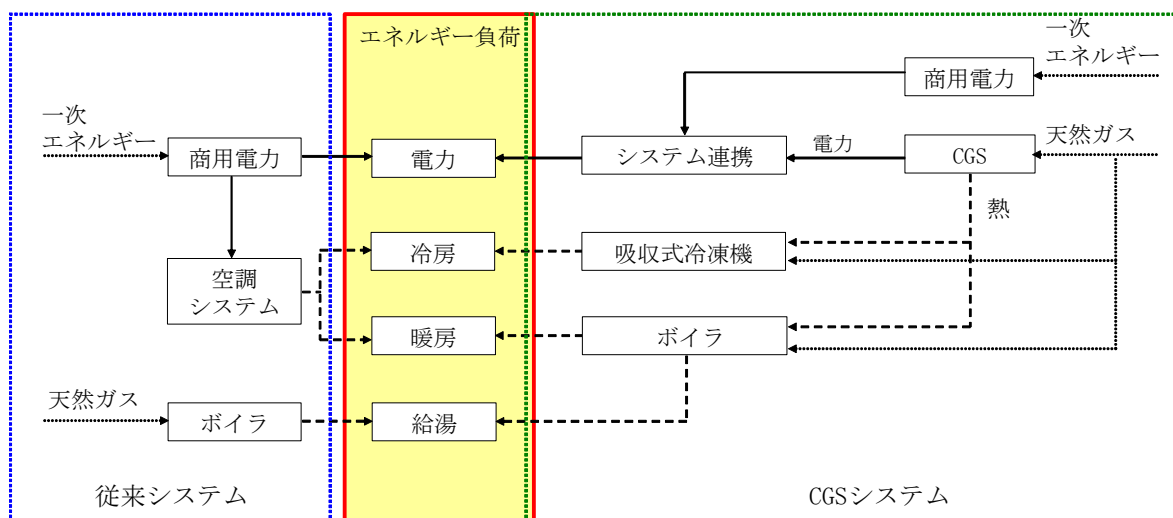 エネルギー負荷
一次
エネルギー
商用電力
一次
エネルギー
商用電力
電力
システム連携
電力
CGS
天然ガス
熱
冷房
吸収式冷凍機
空調
システム
暖房
ボイラ
天然ガス
ボイラ
給湯
従来システム
CGSシステム